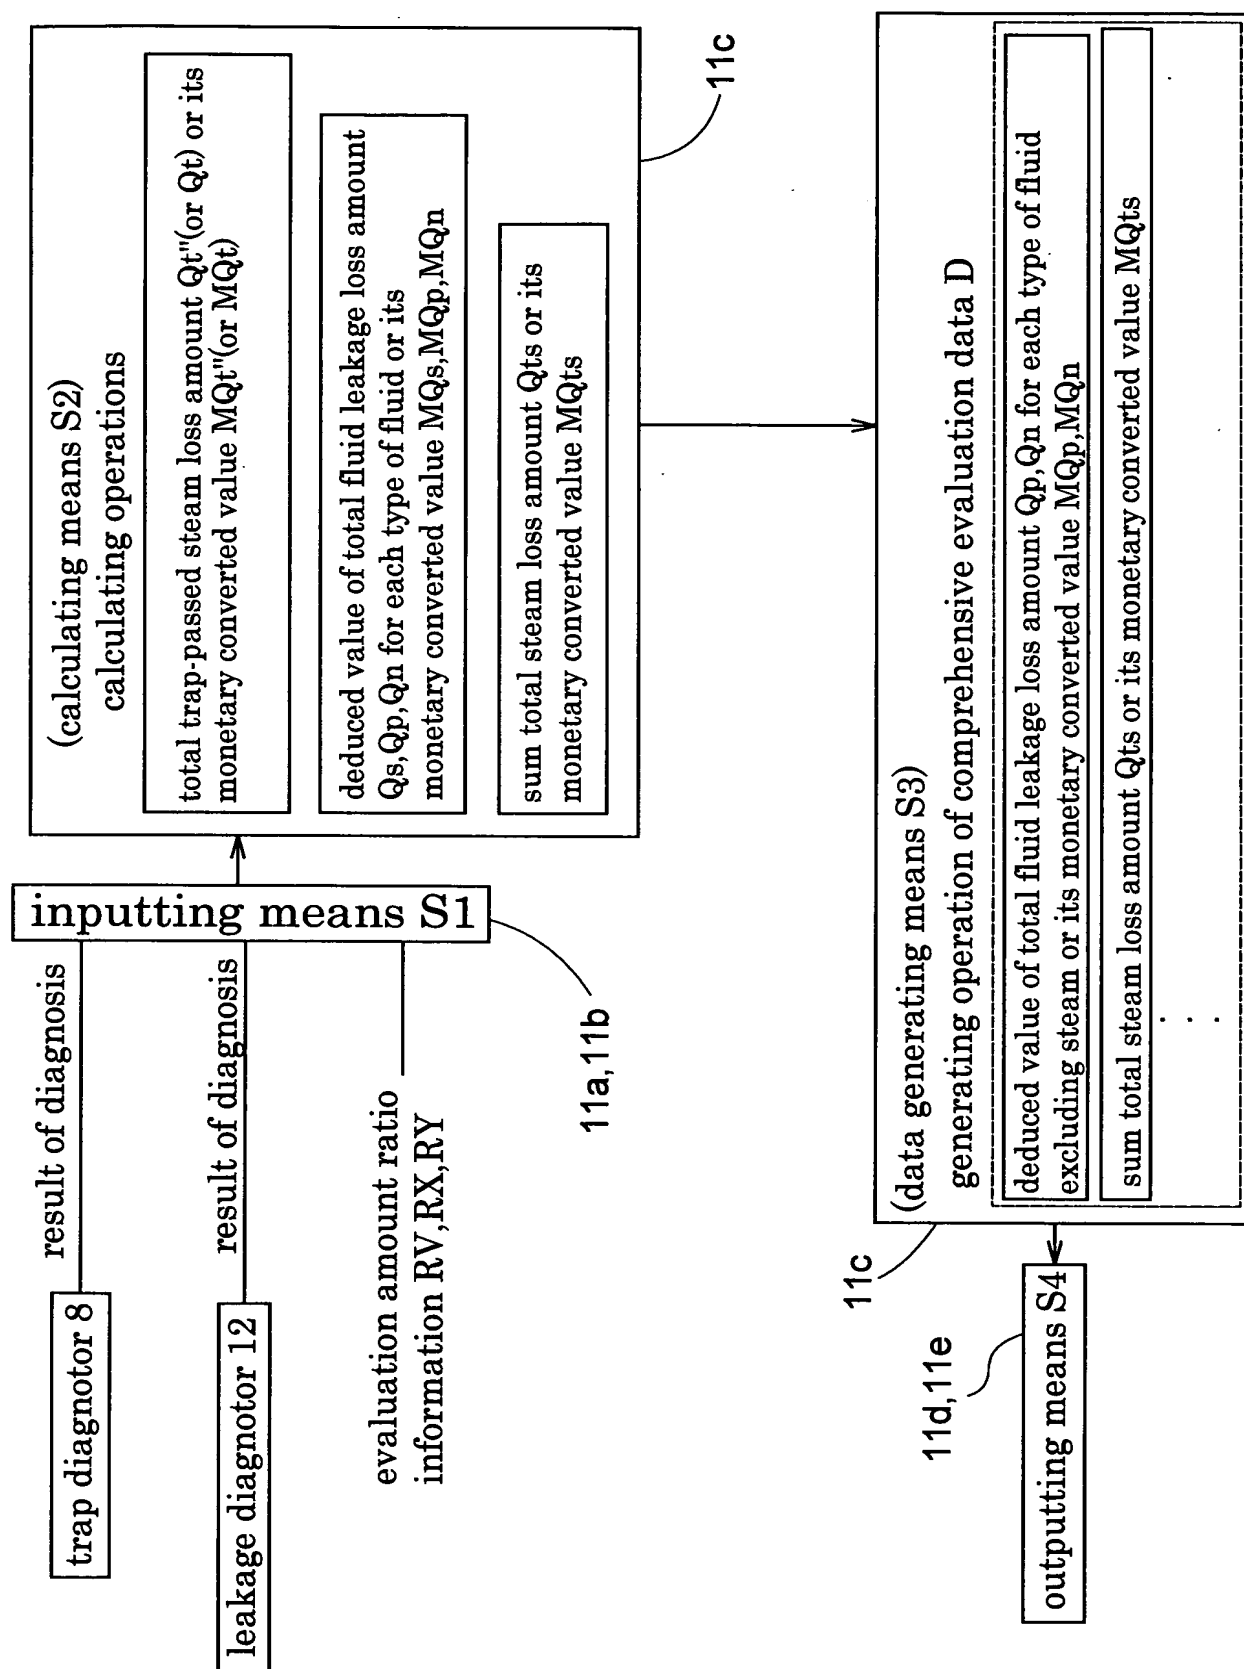 trap diagnotor 8
result of diagnosis
leakage diagnotor 12
result of diagnosis
evaluation amount ratio
information RV,RX,RY
inputting means S1
11a,11b
(calculating means S2)
calculating operations
total trap-passed steam loss amount Qt"(or Qt) or its
monetary converted value MQt"(or MQt)
deduced value of total fluid leakage loss amount
Qs,Qp,Qn for each type of fluid or its
monetary converted value MQs,MQp,MQn
sum total steam loss amount Qts or its
monetary converted value MQts
11c
(data generating means S3)
generating operation of comprehensive evaluation data D
deduced value of total fluid leakage loss amount Qp,Qn for each type of fluid
excluding steam or its monetary converted value MQp,MQn
sum total steam loss amount Qts or its monetary converted value MQts
. . .
11c
11d,11e
outputting means S4